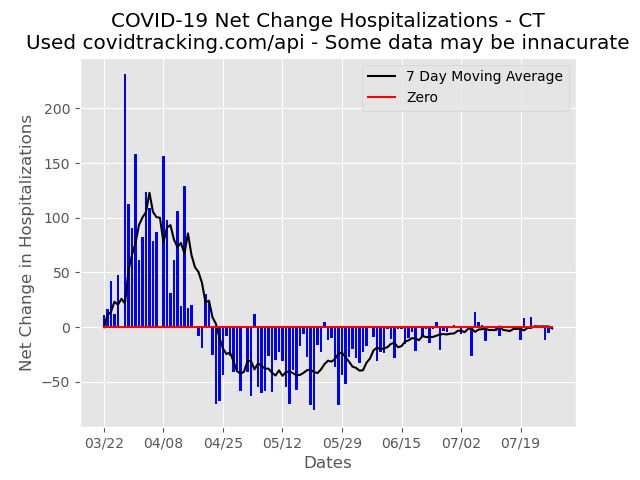 COVID-19 Net Change Hospitalizations - CT
Used covidtracking.com/api - Some data may be innacurate
7 Day Moving Average
Zero
Net Change in Hospitalizations
200
150
100
50
0
−50
03/22 04/08 04/25 05/12 05/29 06/15 07/02 07/19
Dates